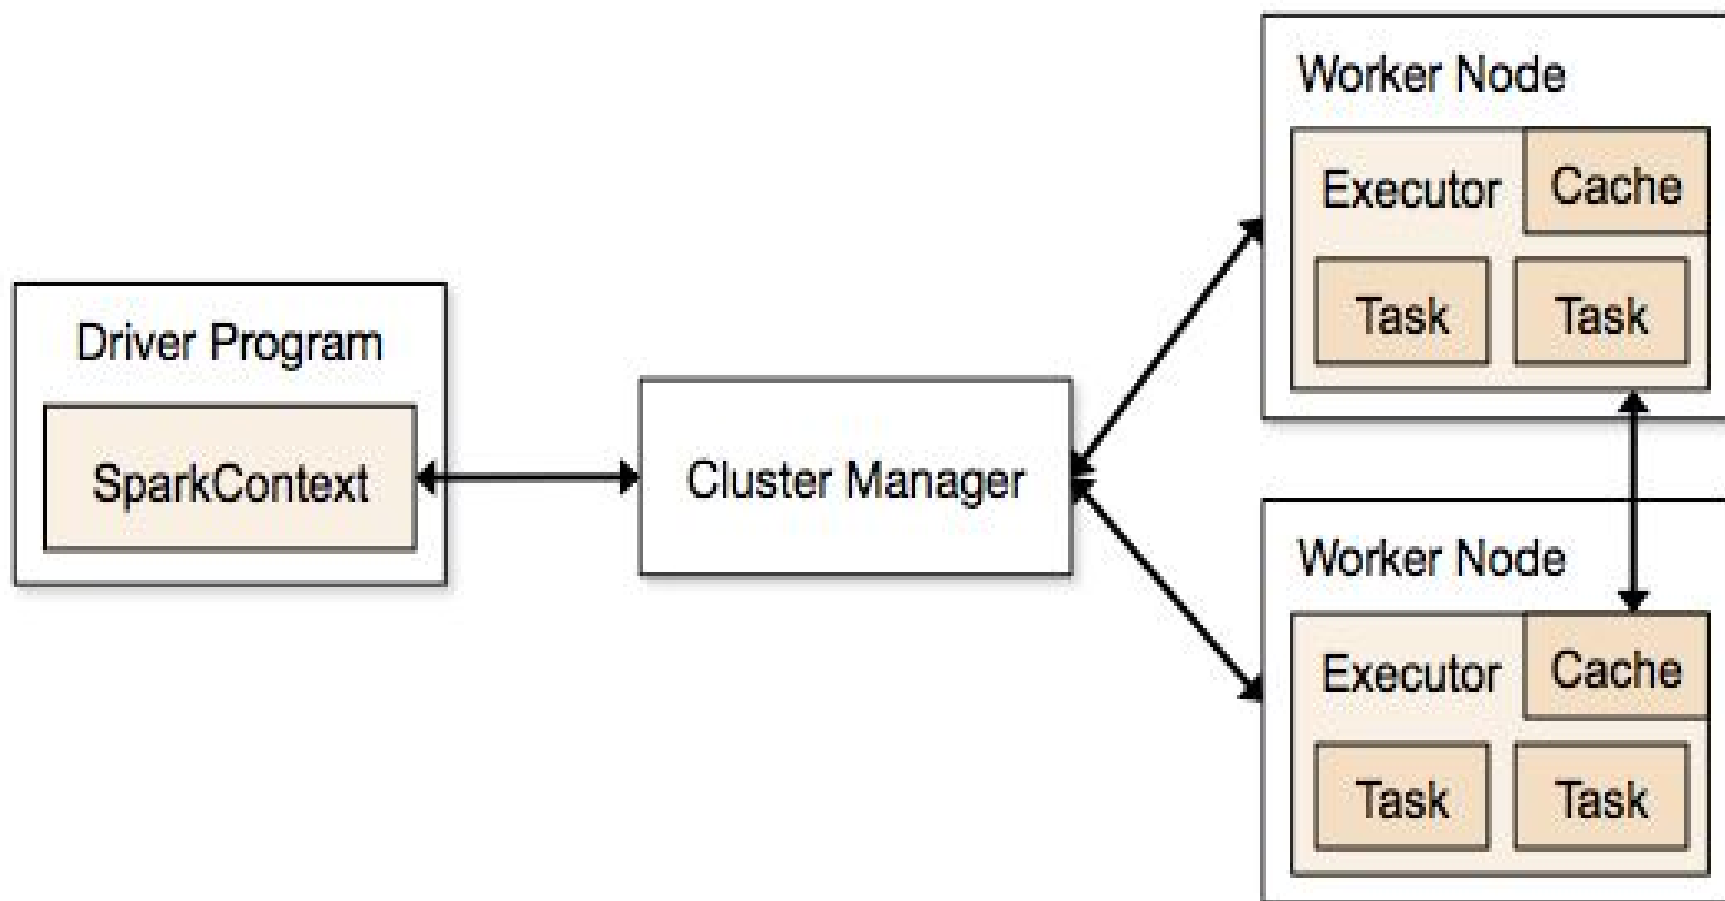 Driver Program
SparkContext
Cluster Manager
Worker Node
Executor
Cache
Task
Task
Worker Node
Executor
Cache
Task
Task